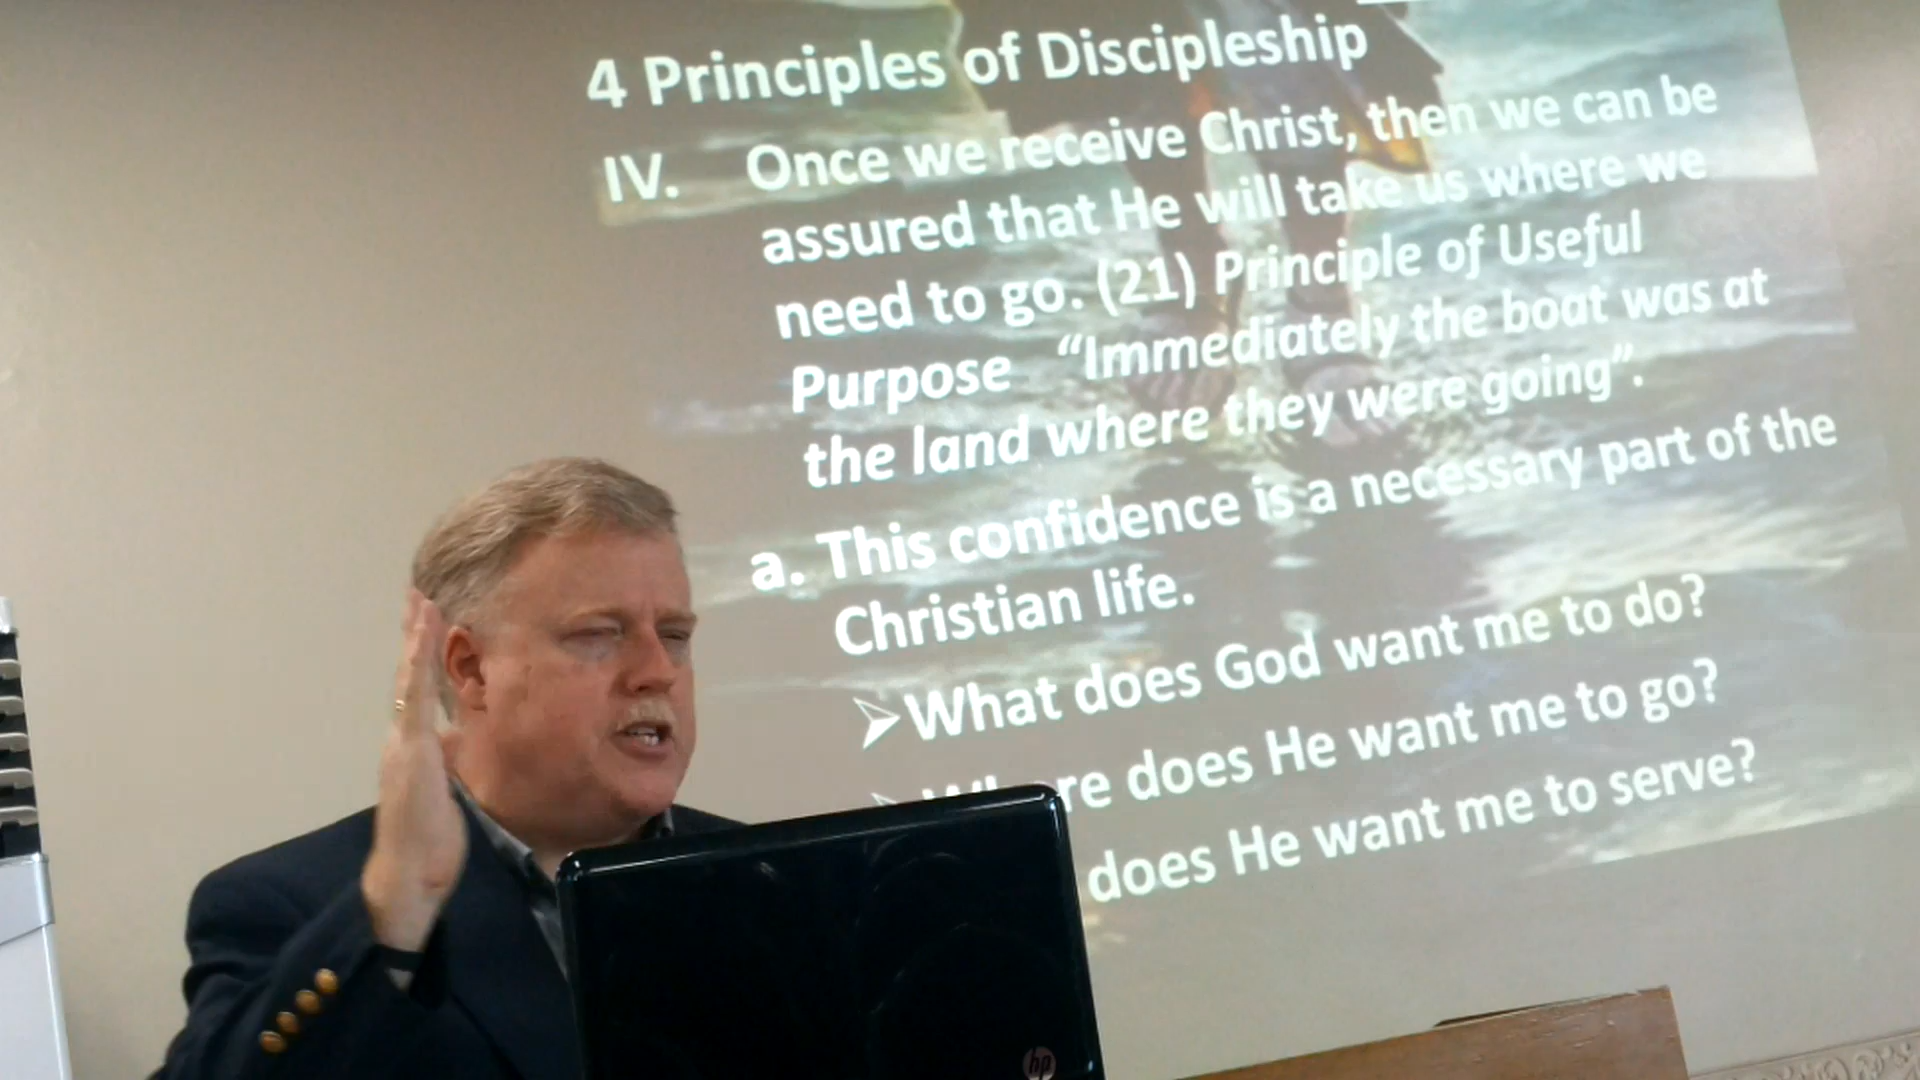 4 Principles of Discipleship
IV. Once we receive Christ, then we can be
assured that He will take us where we
need to go. (21) Principle of Useful
Purpose "Immediately the boat was at
the land where they were going".
a. This confidence is a necessary part of the
Christian life.
What does God want me to do?
Where does He want me to go?
does He want me to serve?
hp